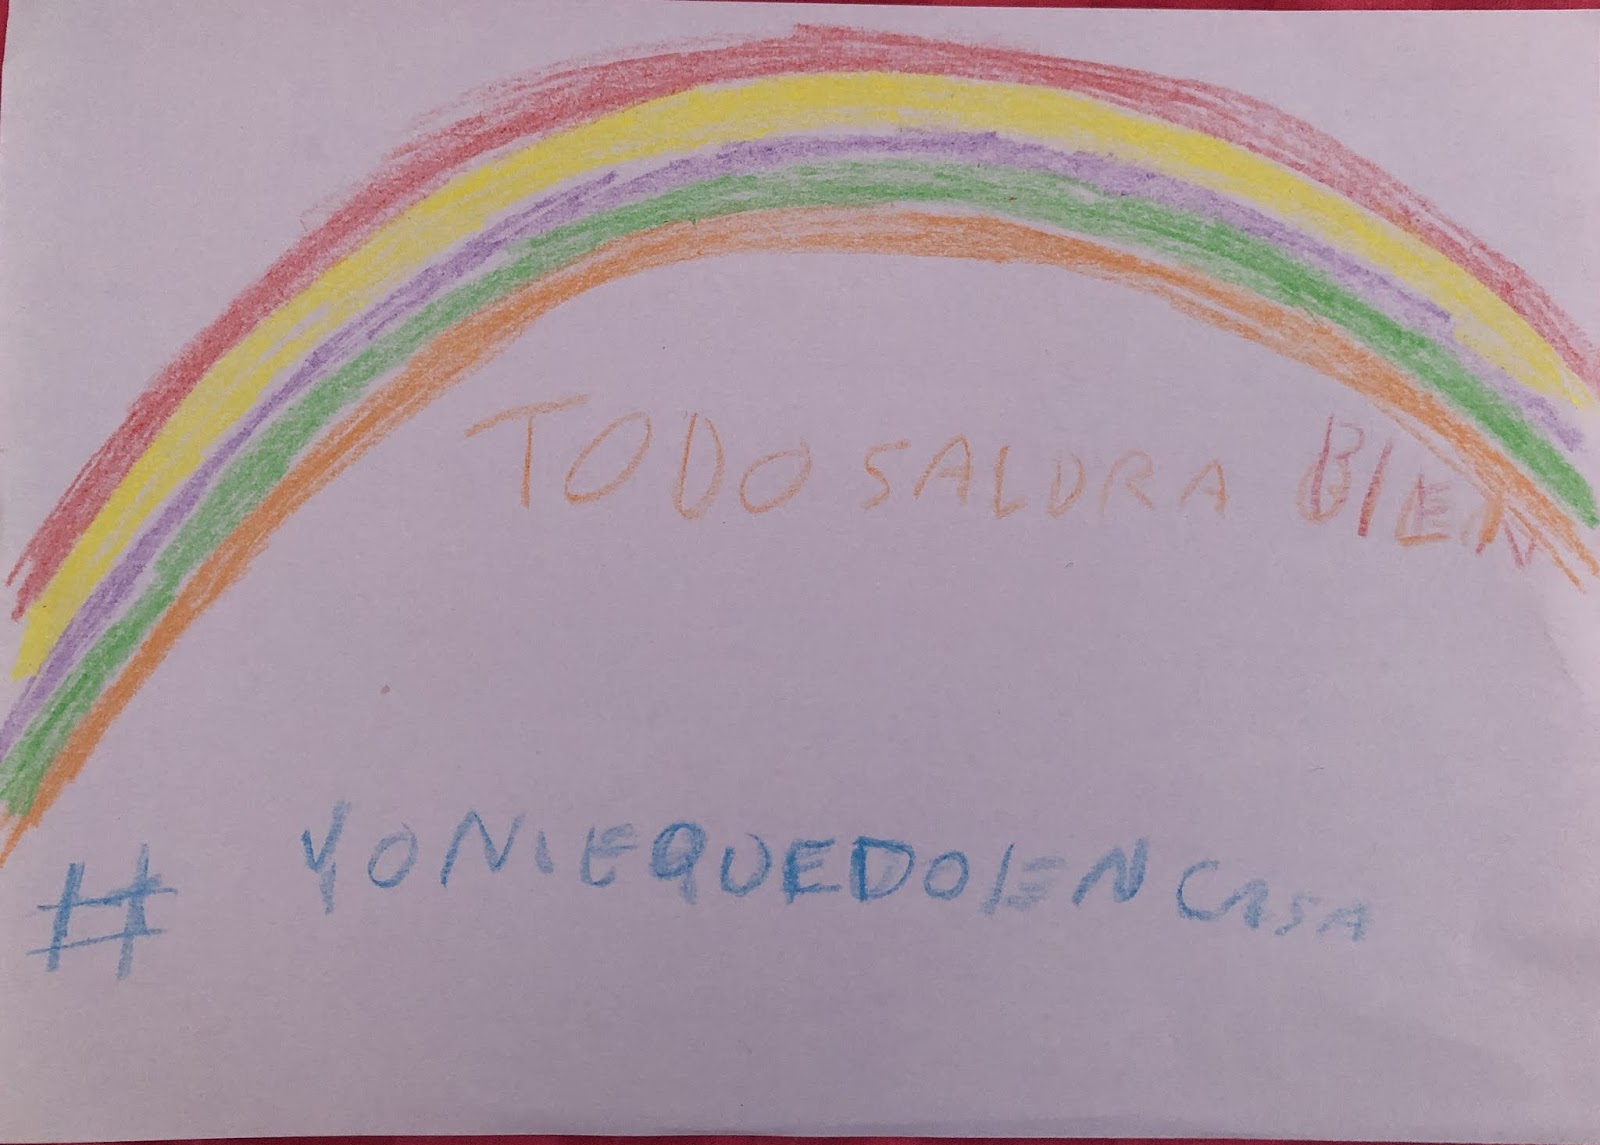 TODO SALDRA BIEN
# YOMEQUEDOENCASA